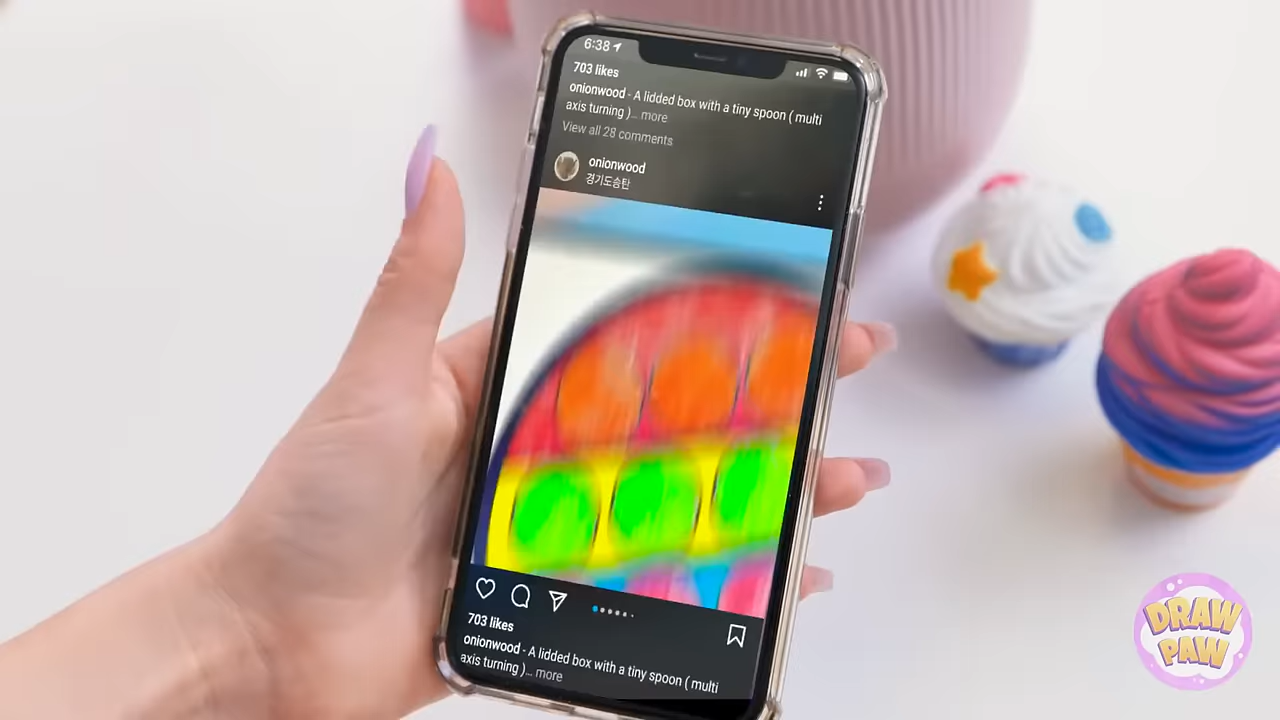 6:38
703 likes
onionwood - A lidded box with a tiny spoon ( multi
axis turning )... more
View all 28 comments
onionwood
경기도송탄
703 likes
onionwood - A lidded box with a tiny spoon ( multi
axis turning )... more
DRAW
PAW